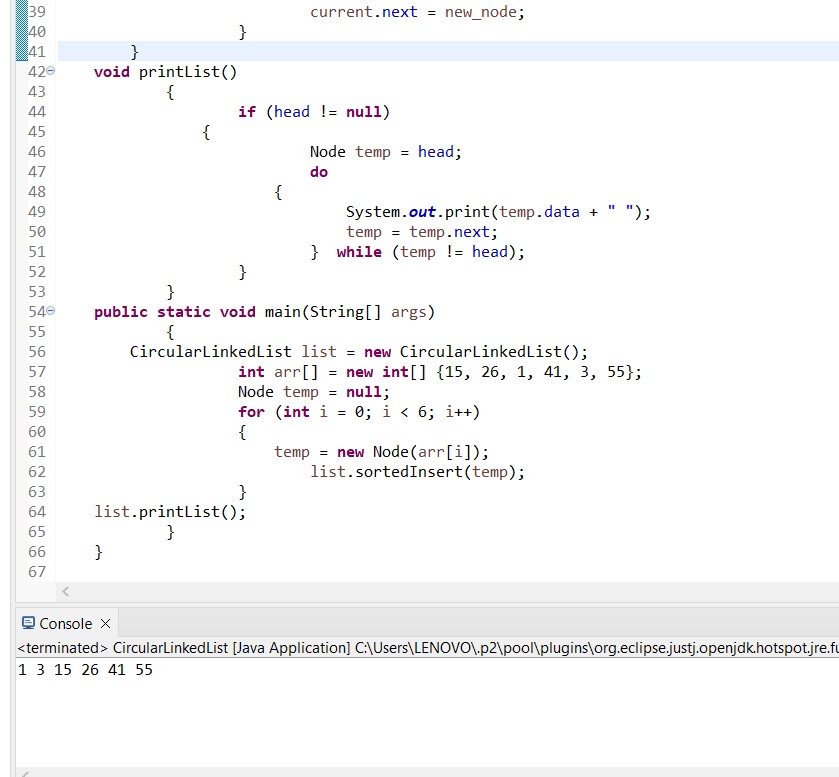 39 current.next = new_node;
40 }
41 }
42 void printList()
43 {
44 if (head != null)
45 {
46 Node temp = head;
47 do
48 {
49 System.out.print(temp.data + " ");
50 temp = temp.next;
51 } while (temp != head);
52 }
53 }
54 public static void main(String[] args)
55 {
56 CircularLinkedList list = new CircularLinkedList();
57 int arr[] = new int[] {15, 26, 1, 41, 3, 55};
58 Node temp = null;
59 for (int i = 0; i < 6; i++)
60 {
61 temp = new Node(arr[i]);
62 list.sortedInsert(temp);
63 }
64 list.printList();
65 }
66 }
67
Console
<terminated> CircularLinkedList [Java Application] C:\Users\LENOVO\.p2\pool\plugins\org.eclipse.justj.openjdk.hotspot.jre.fu
1 3 15 26 41 55